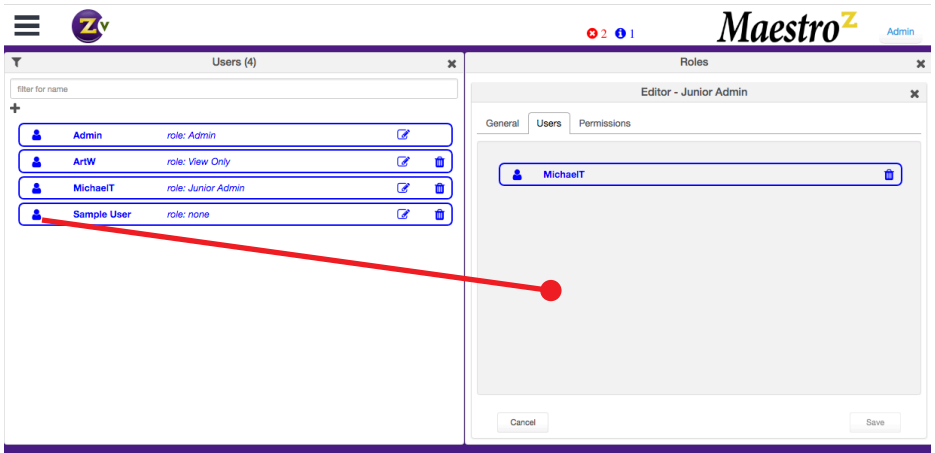 Zv
2 1
MaestroZ
Admin
Users (4)
filter for name
Admin role: Admin
ArtW role: View Only
MichaelT role: Junior Admin
Sample User role: none
Roles
Editor - Junior Admin
General Users Permissions
MichaelT
Cancel Save